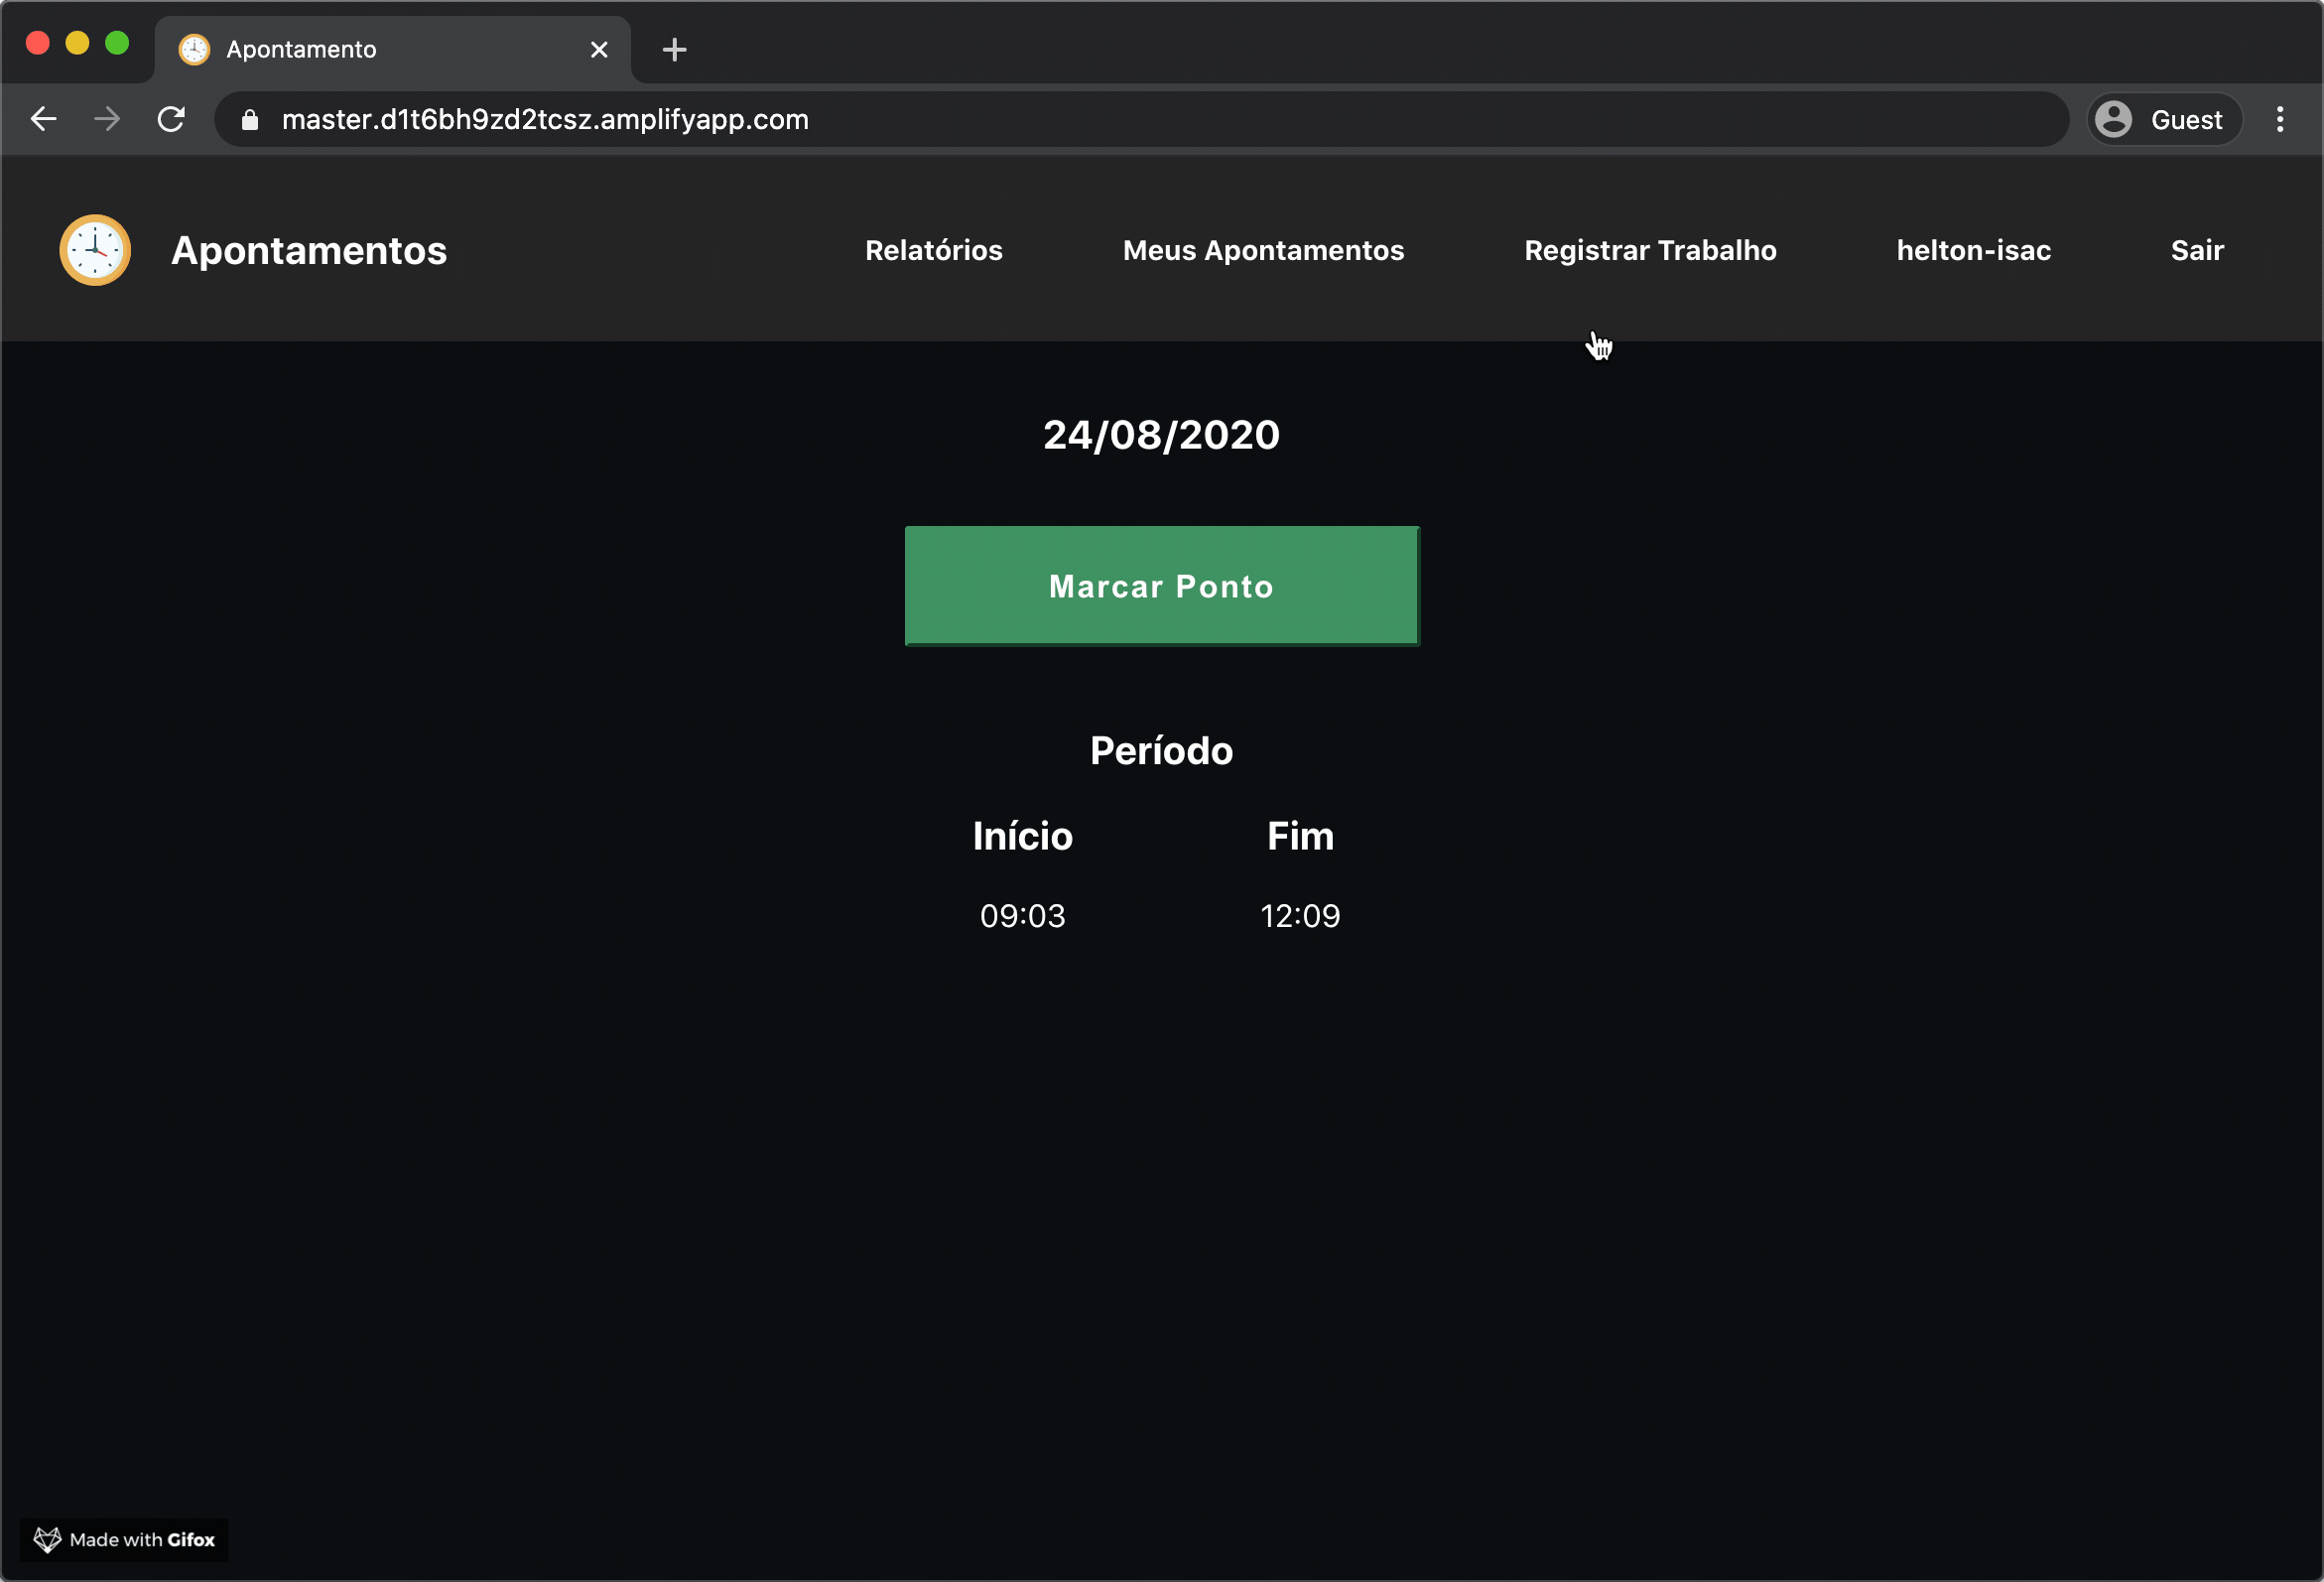 Apontamento
master.d1t6bh9zd2tcsz.amplifyapp.com
Guest
Apontamentos
Relatórios
Meus Apontamentos
Registrar Trabalho
helton-isac
Sair
24/08/2020
Marcar Ponto
Período
Início Fim
09:03 12:09
Made with Gifox